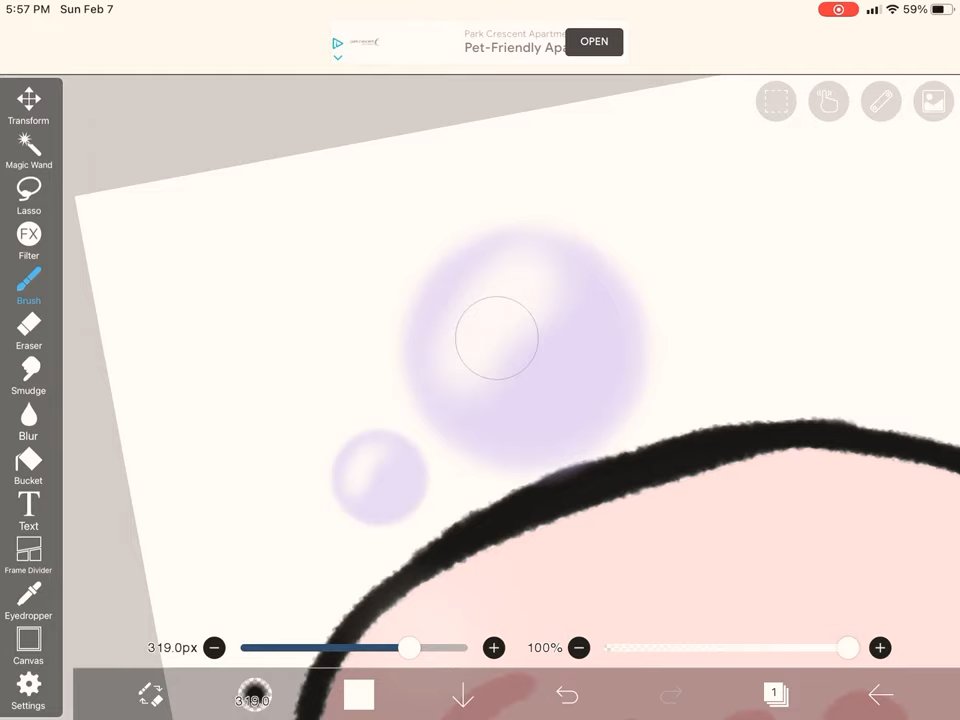 5:57 PM Sun Feb 7
59%
Park Crescent Apartme
Pet-Friendly Apa
OPEN
Transform
Magic Wand
Lasso
FX
Filter
Brush
Eraser
Smudge
Blur
Bucket
T
Text
Frame Divider
Eyedropper
Canvas
Settings
319.0px
100%
319.0
1